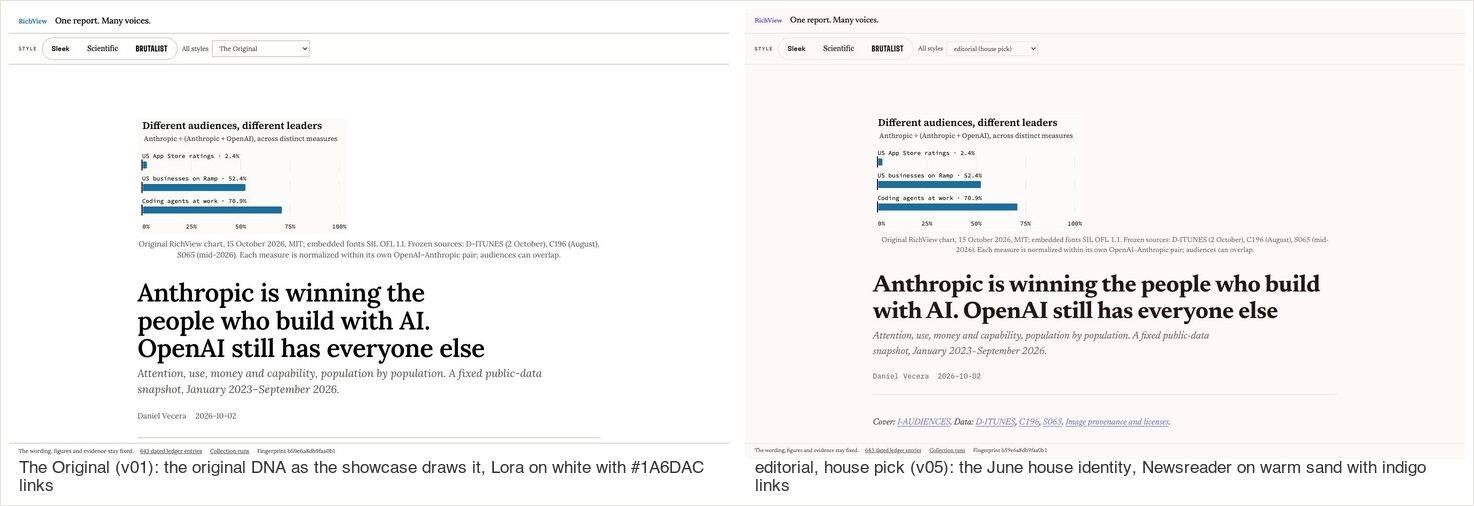 RichView One report. Many voices.
STYLE Sleek Scientific BRUTALIST All styles The Original
Different audiences, different leaders
Anthropic ÷ (Anthropic + OpenAI), across distinct measures
US App Store ratings · 2.4%
US businesses on Ramp · 52.4%
Coding agents at work · 70.9%
0% 25% 50% 75% 100%
Original RichView chart, 15 October 2026, MIT; embedded fonts SIL OFL 1.1. Frozen sources: D-ITUNES (2 October), C196 (August),
S065 (mid-2026). Each measure is normalized within its own OpenAI–Anthropic pair; audiences can overlap.
Anthropic is winning the
people who build with AI.
OpenAI still has everyone else
Attention, use, money and capability, population by population. A fixed public-data
snapshot, January 2023–September 2026.
Daniel Vecera 2026-10-02
The wording, figures and evidence stay fixed. 643 dated ledger entries Collection runs Fingerprint b59e6a8db9faa0b1
The Original (v01): the original DNA as the showcase draws it, Lora on white with #1A6DAC
links
RichView One report. Many voices.
STYLE Sleek Scientific BRUTALIST All styles editorial (house pick)
Different audiences, different leaders
Anthropic ÷ (Anthropic + OpenAI), across distinct measures
US App Store ratings · 2.4%
US businesses on Ramp · 52.4%
Coding agents at work · 70.9%
0% 25% 50% 75% 100%
Original RichView chart, 15 October 2026, MIT; embedded fonts SIL OFL 1.1. Frozen sources: D-ITUNES (2 October), C196 (August), S065 (mid-
2026). Each measure is normalized within its own OpenAI–Anthropic pair; audiences can overlap.
Anthropic is winning the people who build
with AI. OpenAI still has everyone else
Attention, use, money and capability, population by population. A fixed public-data
snapshot, January 2023–September 2026.
Daniel Vecera 2026-10-02
Cover: I-AUDIENCES. Data: D-ITUNES, C196, S065. Image provenance and licenses.
The wording, figures and evidence stay fixed. 643 dated ledger entries Collection runs Fingerprint b59e6a8db9faa0b1
editorial, house pick (v05): the June house identity, Newsreader on warm sand with indigo
links